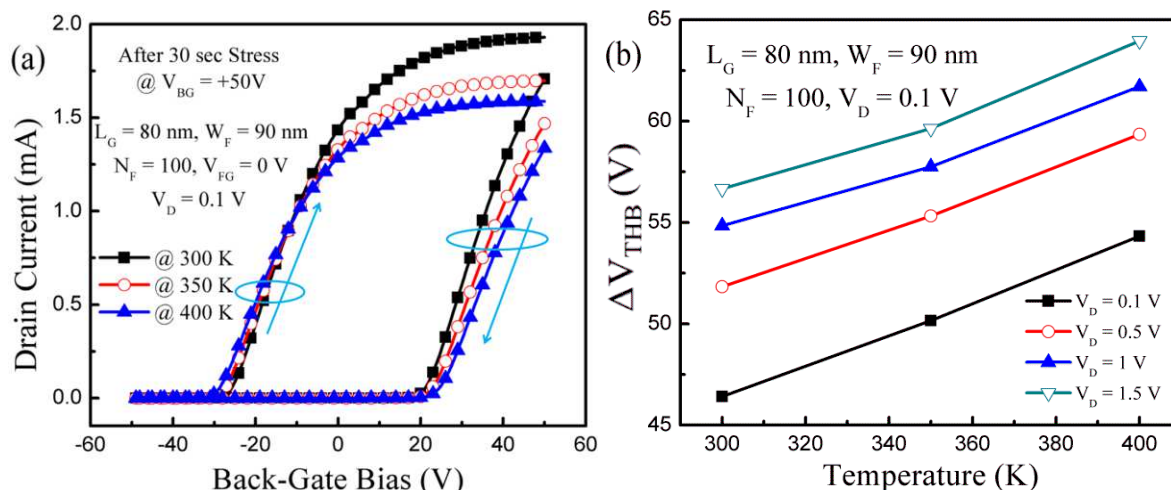 (a)
After 30 sec Stress
@ V_BG = +50V
L_G = 80 nm, W_F = 90 nm
N_F = 100, V_FG = 0 V
V_D = 0.1 V
@ 300 K
@ 350 K
@ 400 K
Drain Current (mA)
2.0
1.5
1.0
0.5
0.0
-60 -40 -20 0 20 40 60
Back-Gate Bias (V)
(b)
L_G = 80 nm, W_F = 90 nm
N_F = 100, V_D = 0.1 V
V_D = 0.1 V
V_D = 0.5 V
V_D = 1 V
V_D = 1.5 V
ΔV_THB (V)
65
60
55
50
45
300 320 340 360 380 400
Temperature (K)